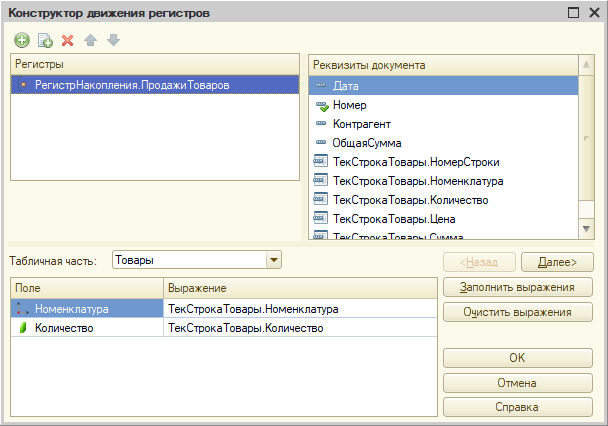 Конструктор движения регистров
Регистры
РегистрНакопления.ПродажиТоваров
Реквизиты документа
Дата
Номер
Контрагент
ОбщаяСумма
ТекСтрокаТовары.НомерСтроки
ТекСтрокаТовары.Номенклатура
ТекСтрокаТовары.Количество
ТекСтрокаТовары.Цена
ТекСтрокаТовары.Сумма
Табличная часть: Товары
<Назад Далее>
Поле Выражение
Номенклатура ТекСтрокаТовары.Номенклатура
Количество ТекСтрокаТовары.Количество
Заполнить выражения
Очистить выражения
OK
Отмена
Справка